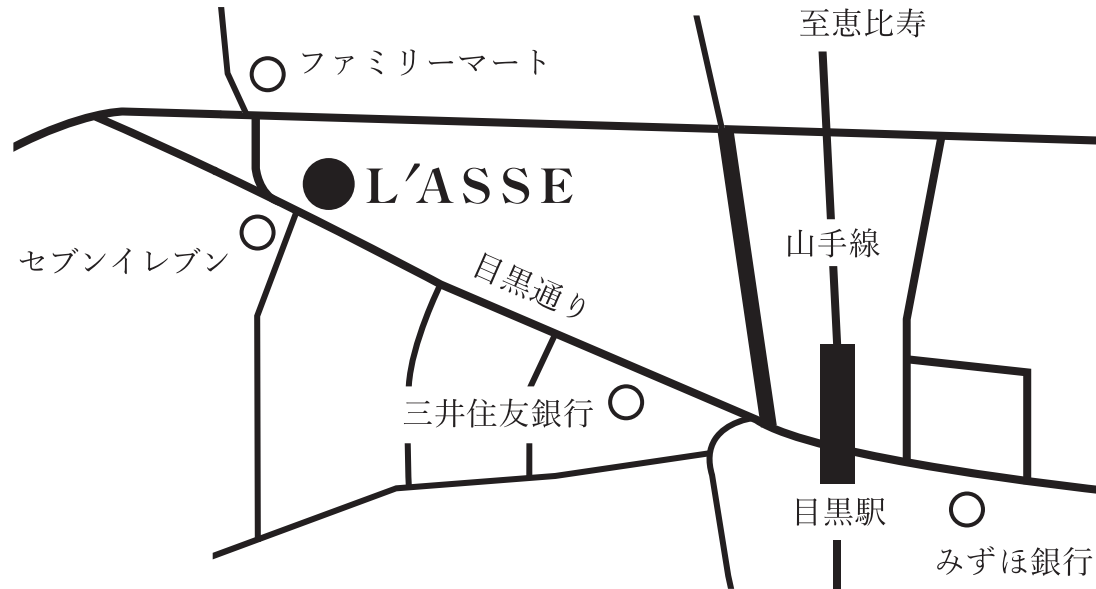 至恵比寿
ファミリーマート
L'ASSE
山手線
セブンイレブン
目黒通り
三井住友銀行
目黒駅
みずほ銀行